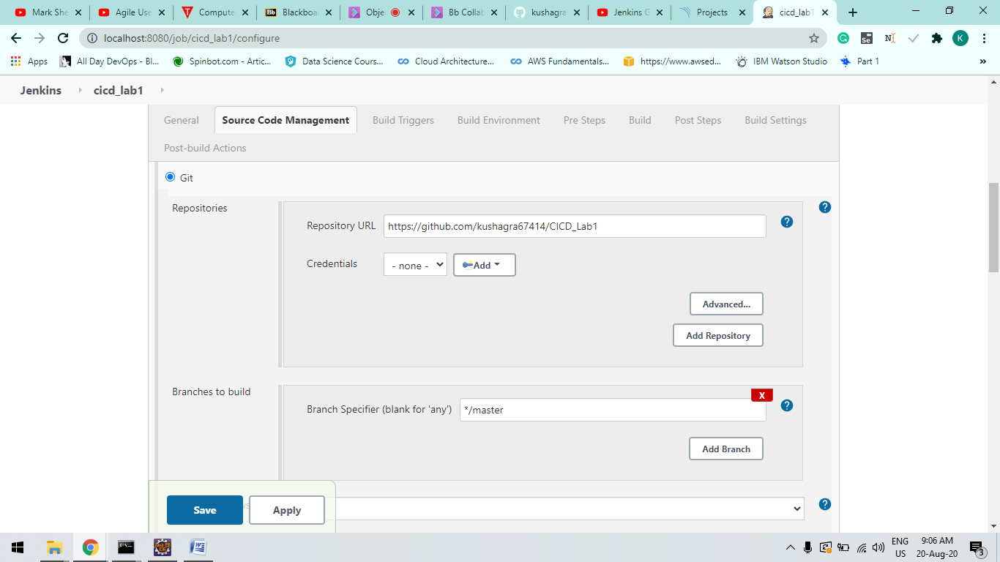 Mark She
Agile Use
Compute
Bb Blackboar
Obje
Bb Collab
kushagra
Jenkins G
Projects
cicd_lab1
localhost:8080/job/cicd_lab1/configure
Se
N
K
Apps
All Day DevOps - Bl...
Spinbot.com - Artic...
Data Science Cours...
Cloud Architecture...
AWS Fundamentals...
https://www.awsed...
IBM Watson Studio
Part 1
»
Jenkins
cicd_lab1
General
Source Code Management
Build Triggers
Build Environment
Pre Steps
Build
Post Steps
Build Settings
Post-build Actions
Git
Repositories
Repository URL
https://github.com/kushagra67414/CICD_Lab1
Credentials
- none -
Add
Advanced...
Add Repository
Branches to build
X
Branch Specifier (blank for 'any')
*/master
Add Branch
Save
Apply
ENG
US
9:06 AM
20-Aug-20
3